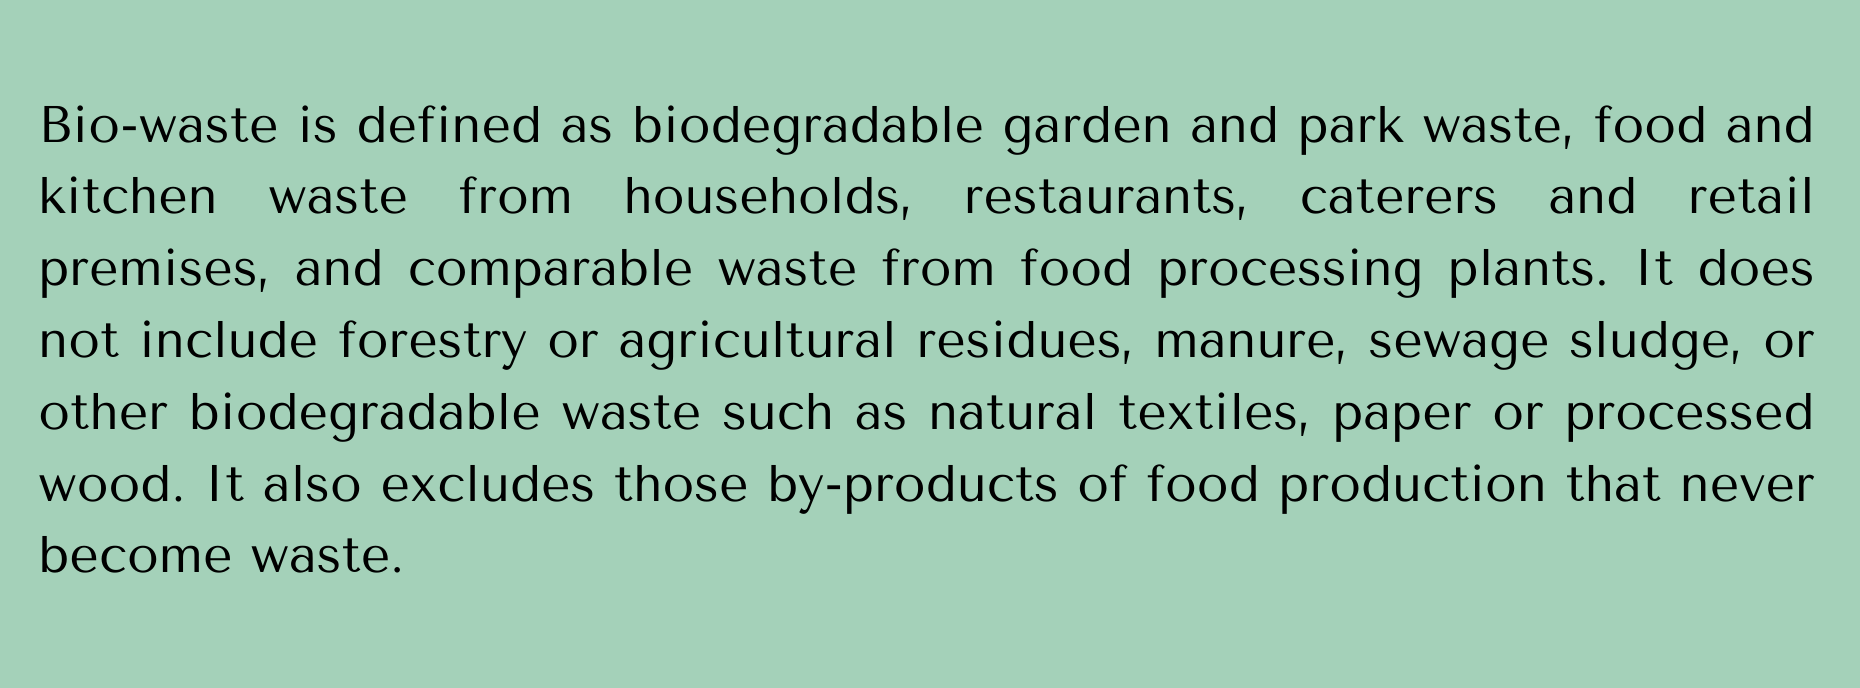 Bio-waste is defined as biodegradable garden and park waste, food and
kitchen waste from households, restaurants, caterers and retail
premises, and comparable waste from food processing plants. It does
not include forestry or agricultural residues, manure, sewage sludge, or
other biodegradable waste such as natural textiles, paper or processed
wood. It also excludes those by-products of food production that never
become waste.